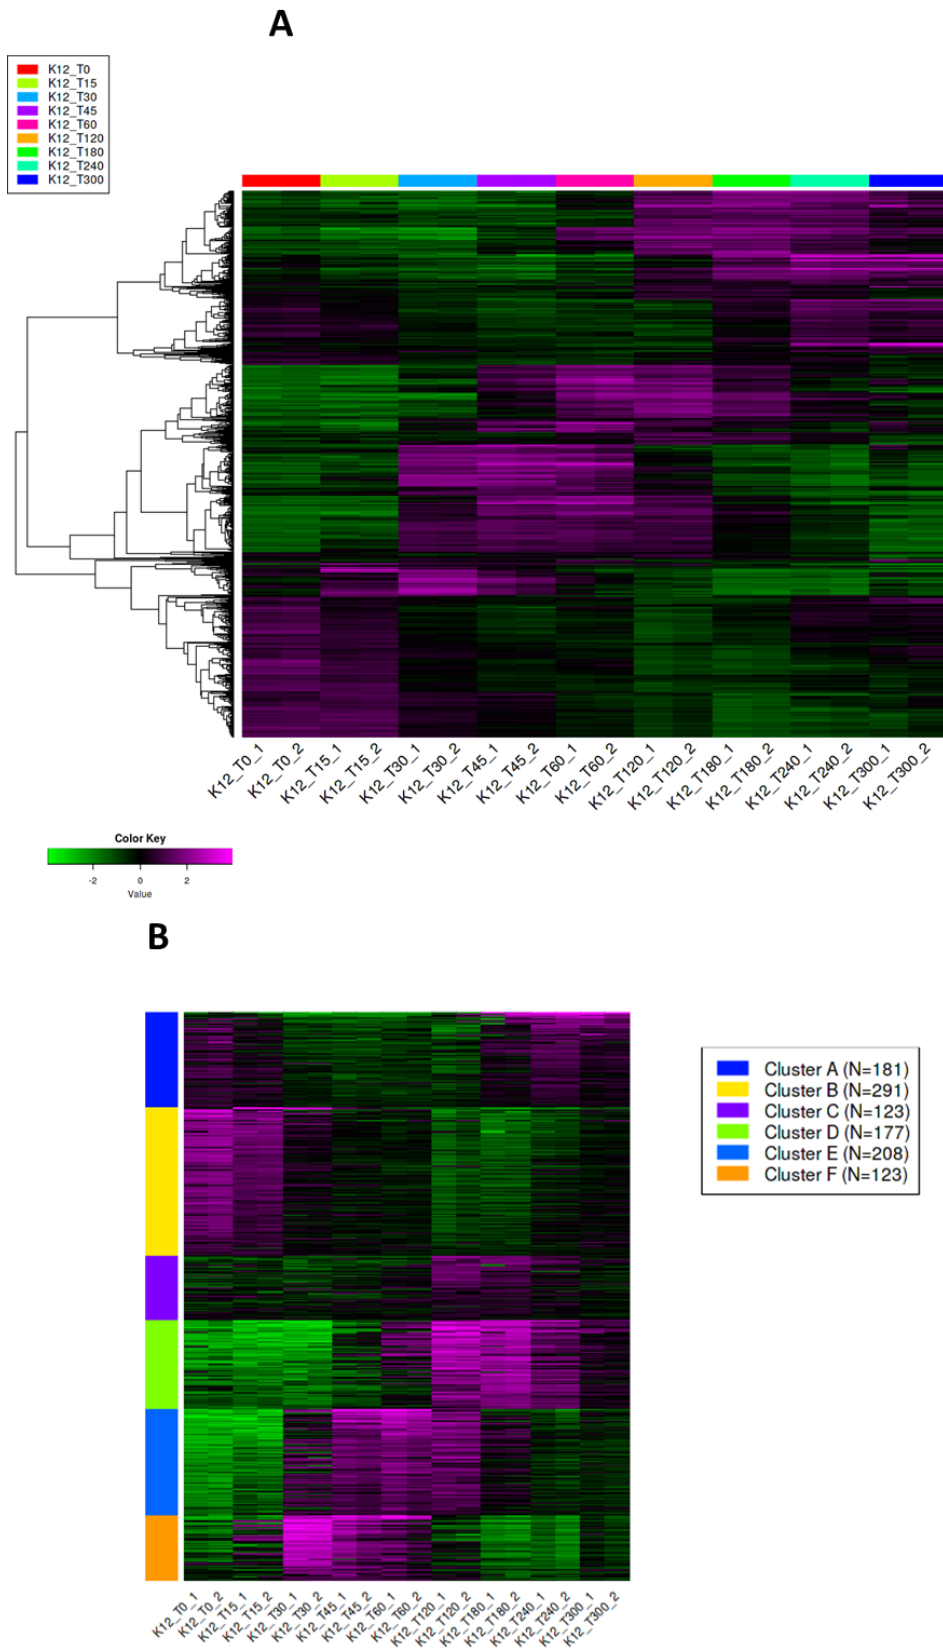 A
K12_T0
K12_T15
K12_T30
K12_T45
K12_T60
K12_T120
K12_T180
K12_T240
K12_T300
K12_T0_1
K12_T0_2
K12_T15_1
K12_T15_2
K12_T30_1
K12_T30_2
K12_T45_1
K12_T45_2
K12_T60_1
K12_T60_2
K12_T120_1
K12_T120_2
K12_T180_1
K12_T180_2
K12_T240_1
K12_T240_2
K12_T300_1
K12_T300_2
Color Key
-2 0 2
Value
B
Cluster A (N=181)
Cluster B (N=291)
Cluster C (N=123)
Cluster D (N=177)
Cluster E (N=208)
Cluster F (N=123)
K12_T0_1
K12_T0_2
K12_T15_1
K12_T15_2
K12_T30_1
K12_T30_2
K12_T45_1
K12_T45_2
K12_T60_1
K12_T60_2
K12_T120_1
K12_T120_2
K12_T180_1
K12_T180_2
K12_T240_1
K12_T240_2
K12_T300_1
K12_T300_2